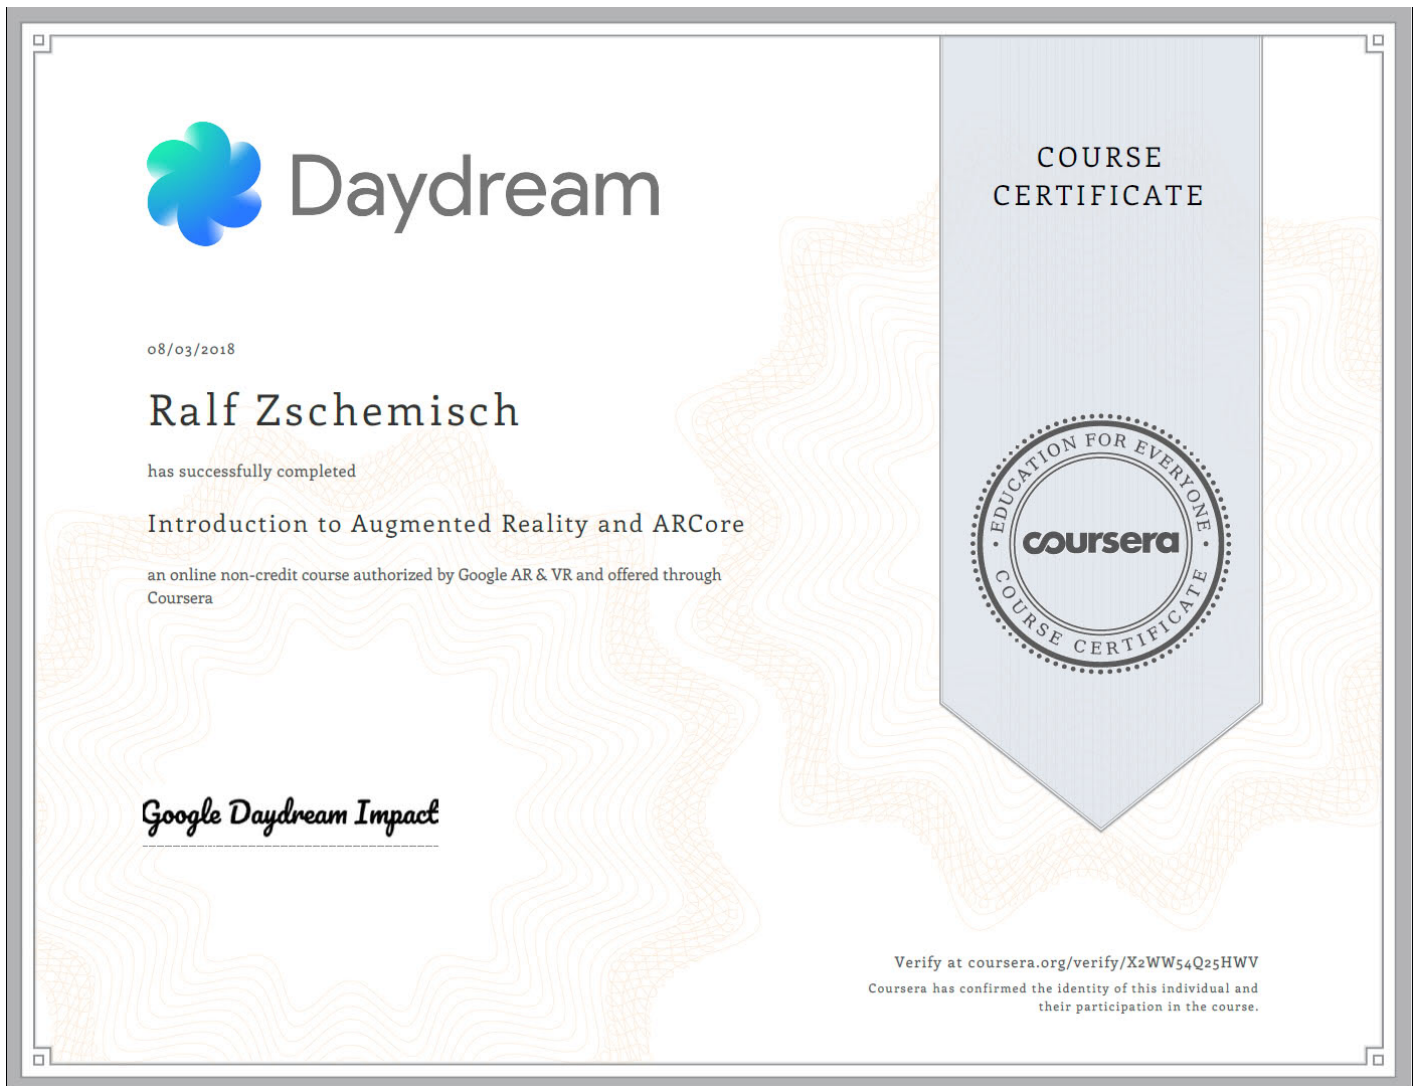 Daydream
COURSE
CERTIFICATE
08/03/2018
Ralf Zschemisch
has successfully completed
Introduction to Augmented Reality and ARCore
an online non-credit course authorized by Google AR & VR and offered through
Coursera
EDUCATION FOR EVERYONE
coursera
COURSE CERTIFICATE
Google Daydream Impact
Verify at coursera.org/verify/X2WW54Q25HWV
Coursera has confirmed the identity of this individual and
their participation in the course.